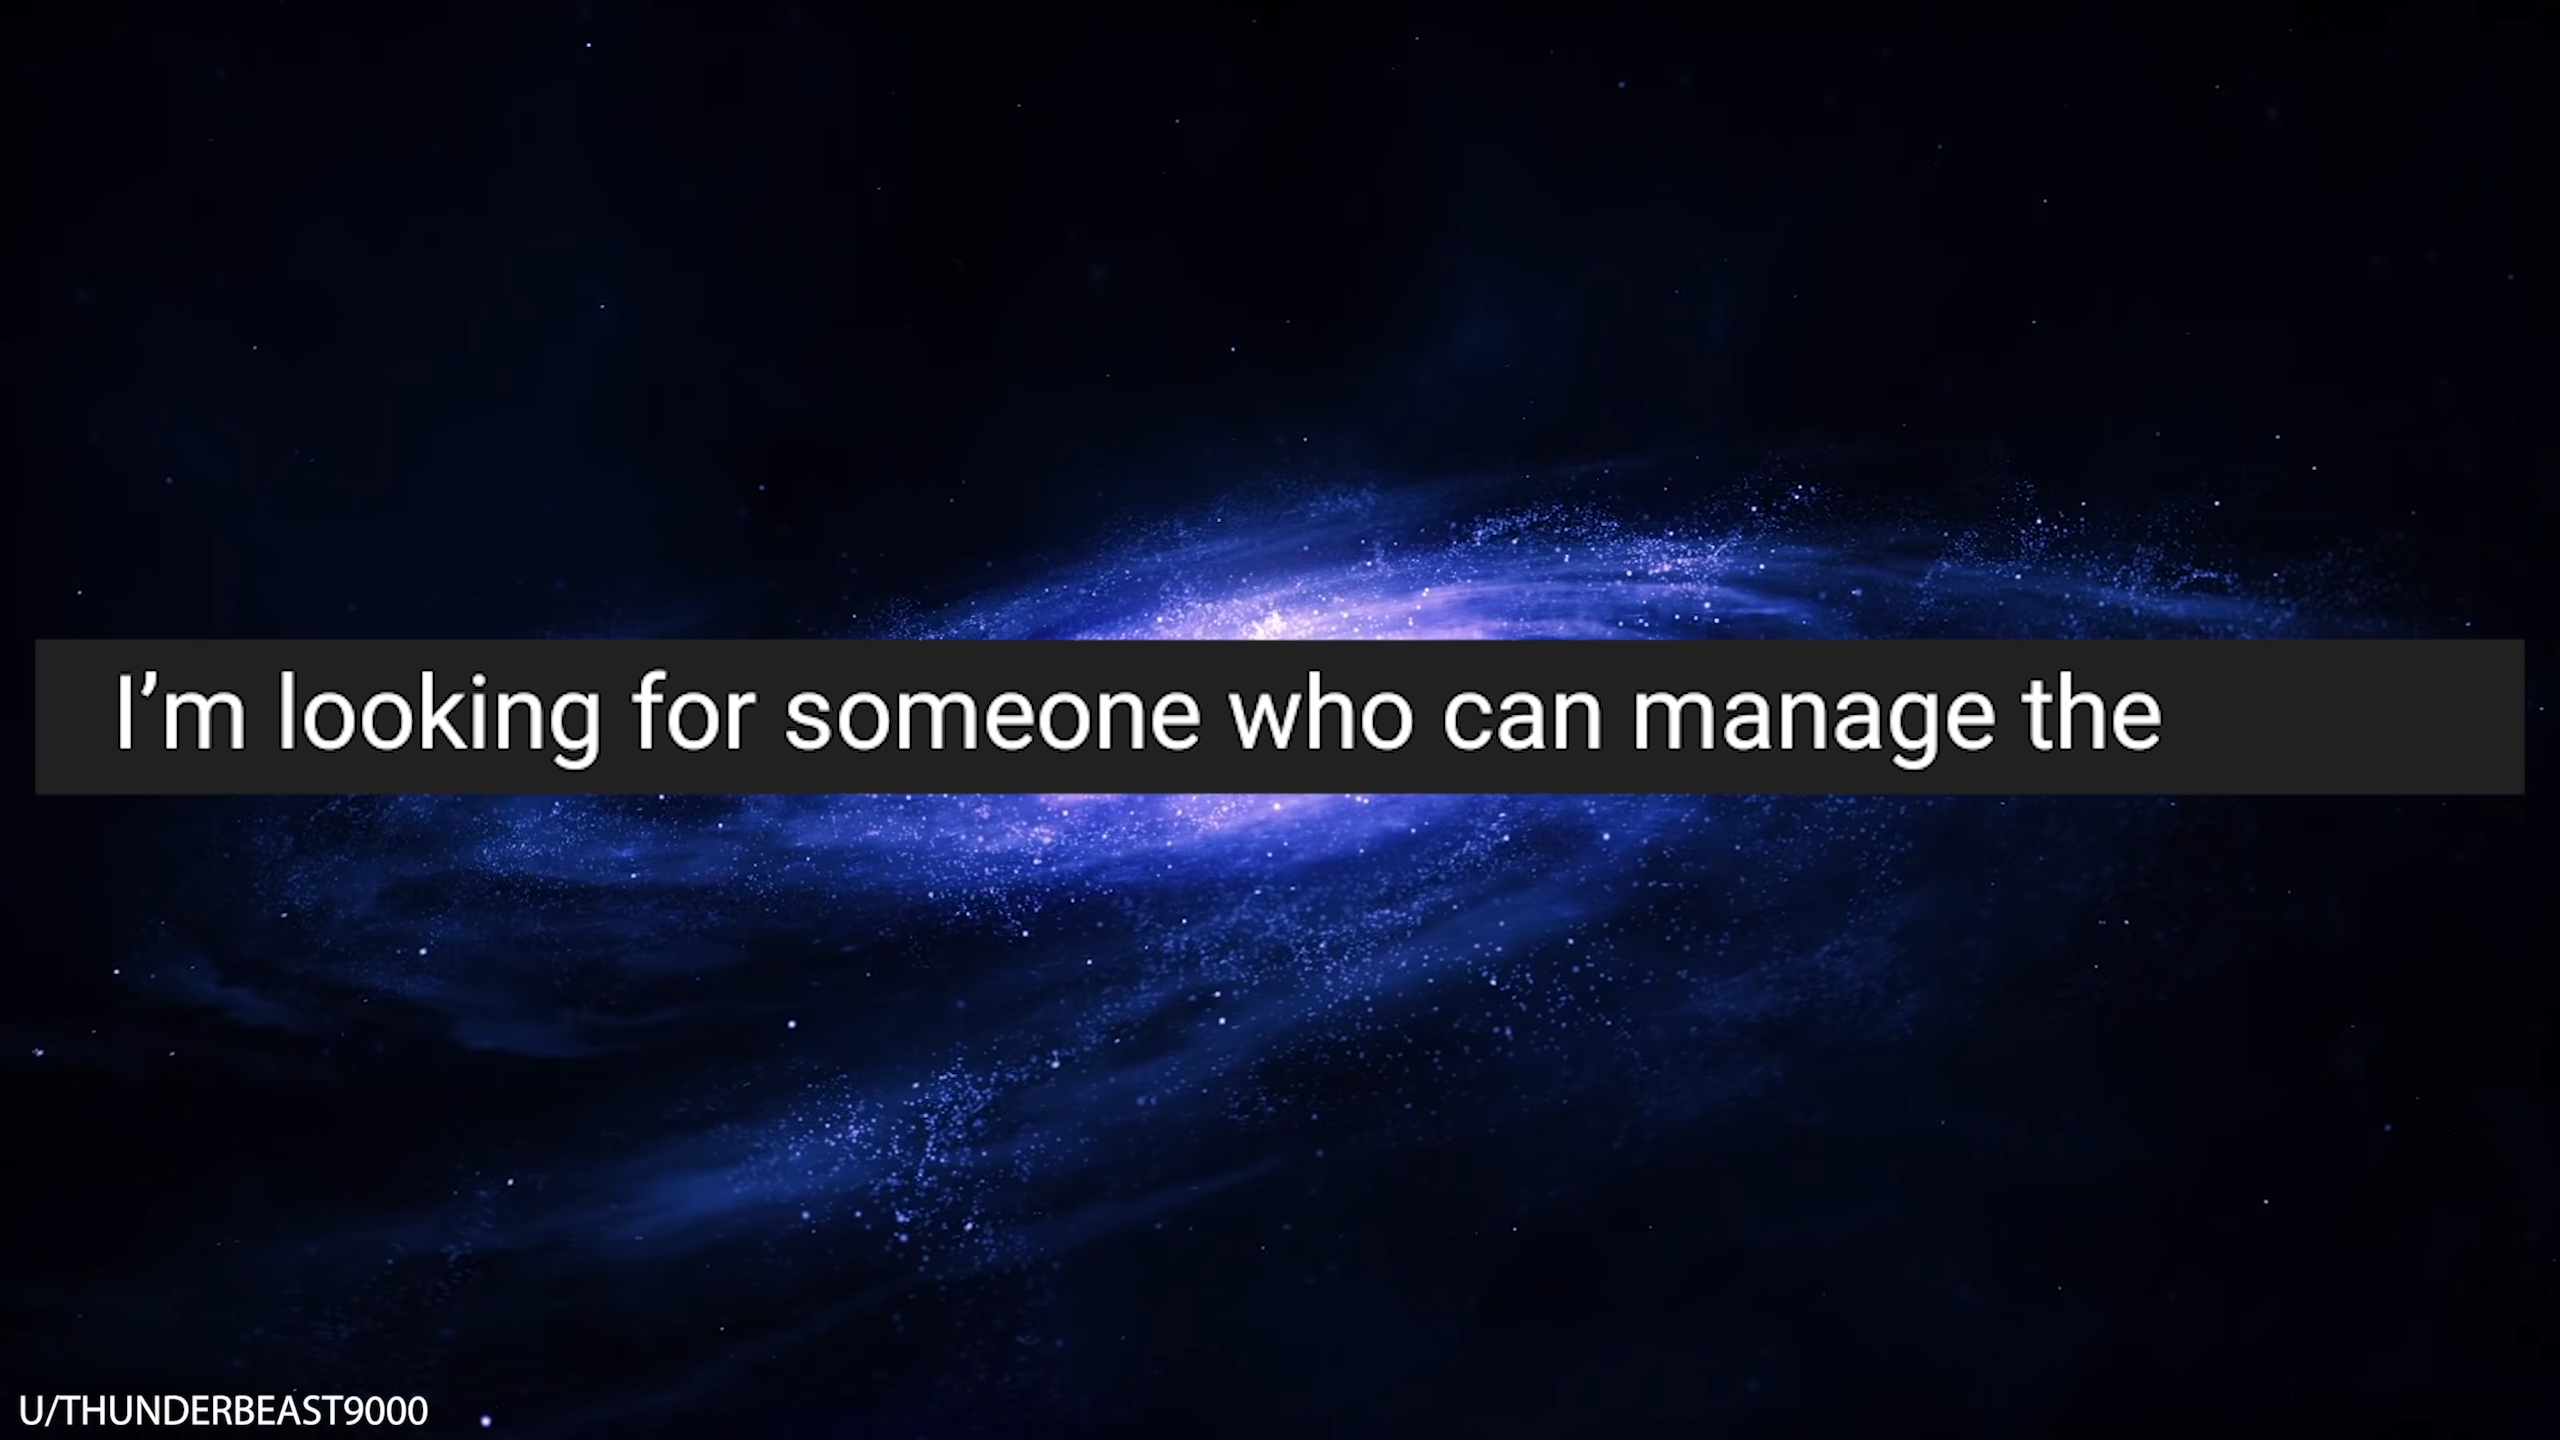 I’m looking for someone who can manage the
U/THUNDERBEAST9000